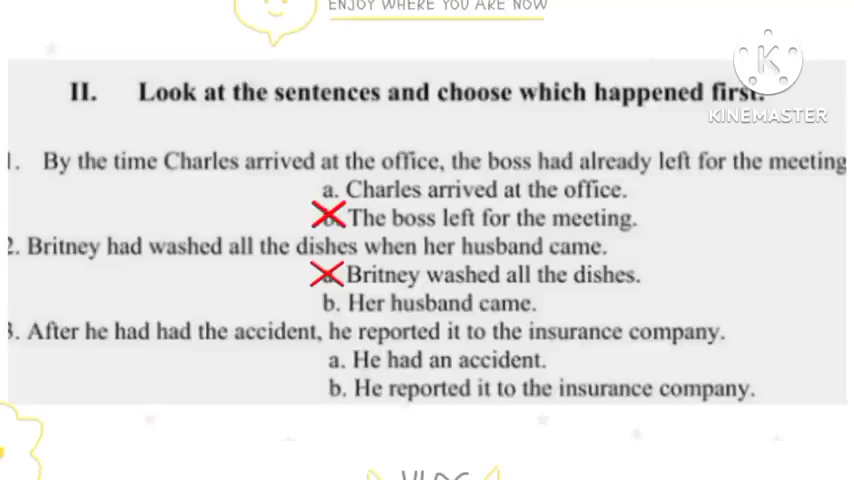 ENJOY WHERE YOU ARE NOW
II. Look at the sentences and choose which happened first.
KINEMASTER
1. By the time Charles arrived at the office, the boss had already left for the meeting
a. Charles arrived at the office.
The boss left for the meeting.
2. Britney had washed all the dishes when her husband came.
a. Britney washed all the dishes.
b. Her husband came.
3. After he had had the accident, he reported it to the insurance company.
a. He had an accident.
b. He reported it to the insurance company.
VLOG